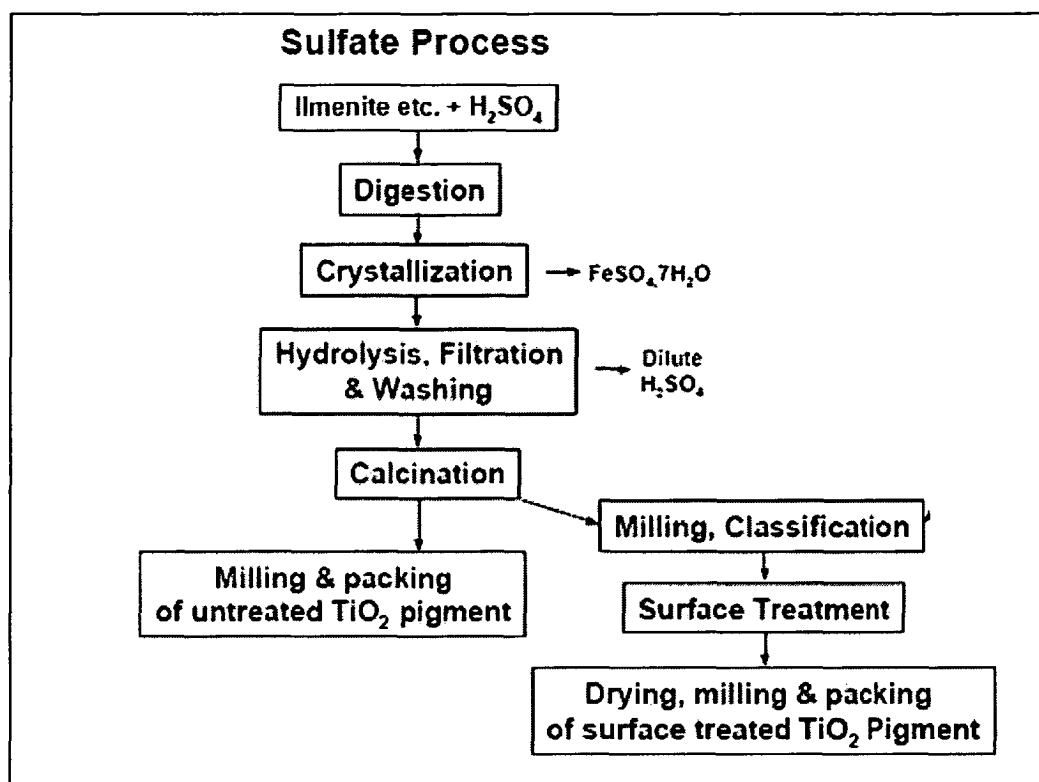 Sulfate Process
Ilmenite etc. + H₂SO₄
Digestion
Crystallization
FeSO₄.7H₂O
Hydrolysis, Filtration
& Washing
Dilute
H₂SO₄
Calcination
Milling, Classification
Milling & packing
of untreated TiO₂ pigment
Surface Treatment
Drying, milling & packing
of surface treated TiO₂ Pigment